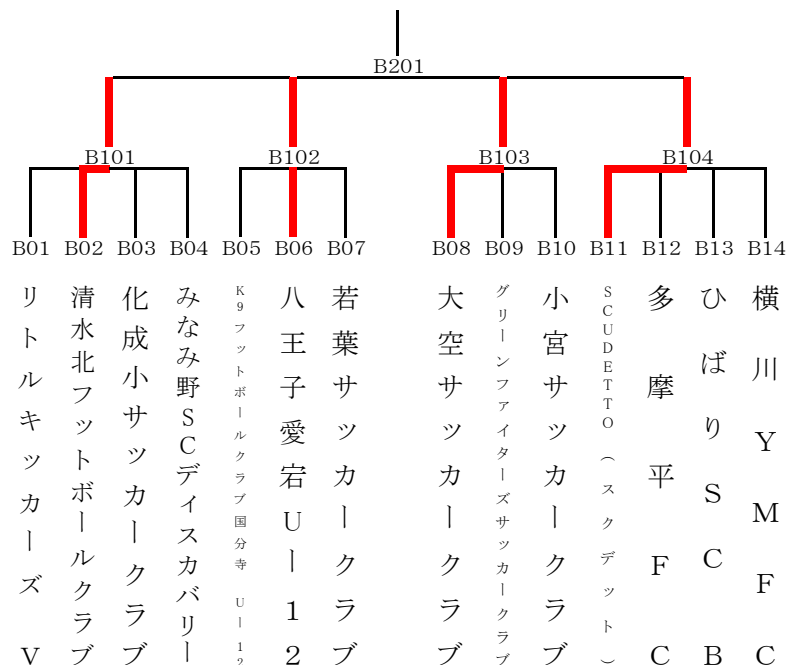 B201
B101 B102 B103 B104
B01 B02 B03 B04 B05 B06 B07 B08 B09 B10 B11 B12 B13 B14
リトルキッカーズ V
清水北フットボールクラブ
化成小サッカークラブ
みなみ野SCディスカバリー
K9フットボールクラブ国分寺 U-12
八王子愛宕U-12
若葉サッカークラブ
大空サッカークラブ
グリーンファイターズサッカークラブ
小宮サッカークラブ
SCUDETTO(スクデット)
多摩平FC
ひばりSCB
横川YMFC